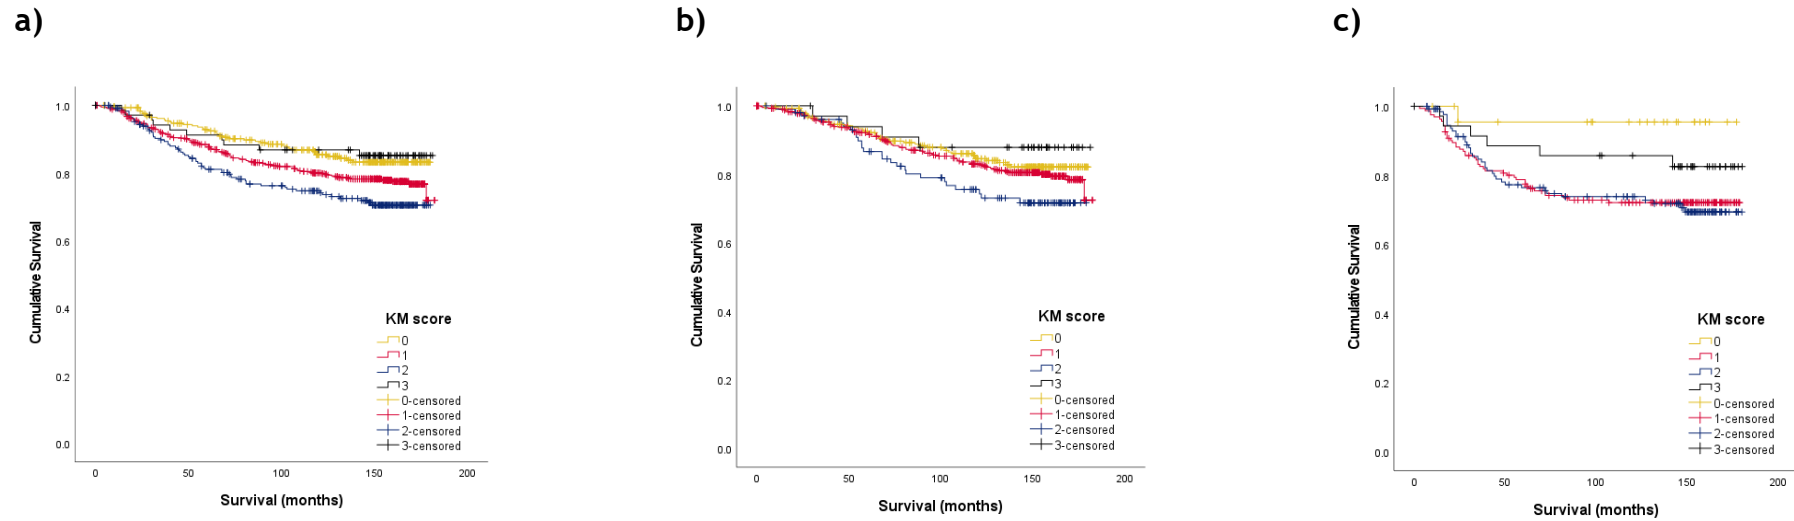 a)
1.0
0.8
0.6
0.4
0.2
0.0
Cumulative Survival
0 50 100 150 200
Survival (months)
KM score
0
1
2
3
0-censored
1-censored
2-censored
3-censored
b)
1.0
0.8
0.6
0.4
0.2
0.0
Cumulative Survival
0 50 100 150 200
Survival (months)
KM score
0
1
2
3
0-censored
1-censored
2-censored
3-censored
c)
1.0
0.8
0.6
0.4
0.2
0.0
Cumulative Survival
0 50 100 150 200
Survival (months)
KM score
0
1
2
3
0-censored
1-censored
2-censored
3-censored